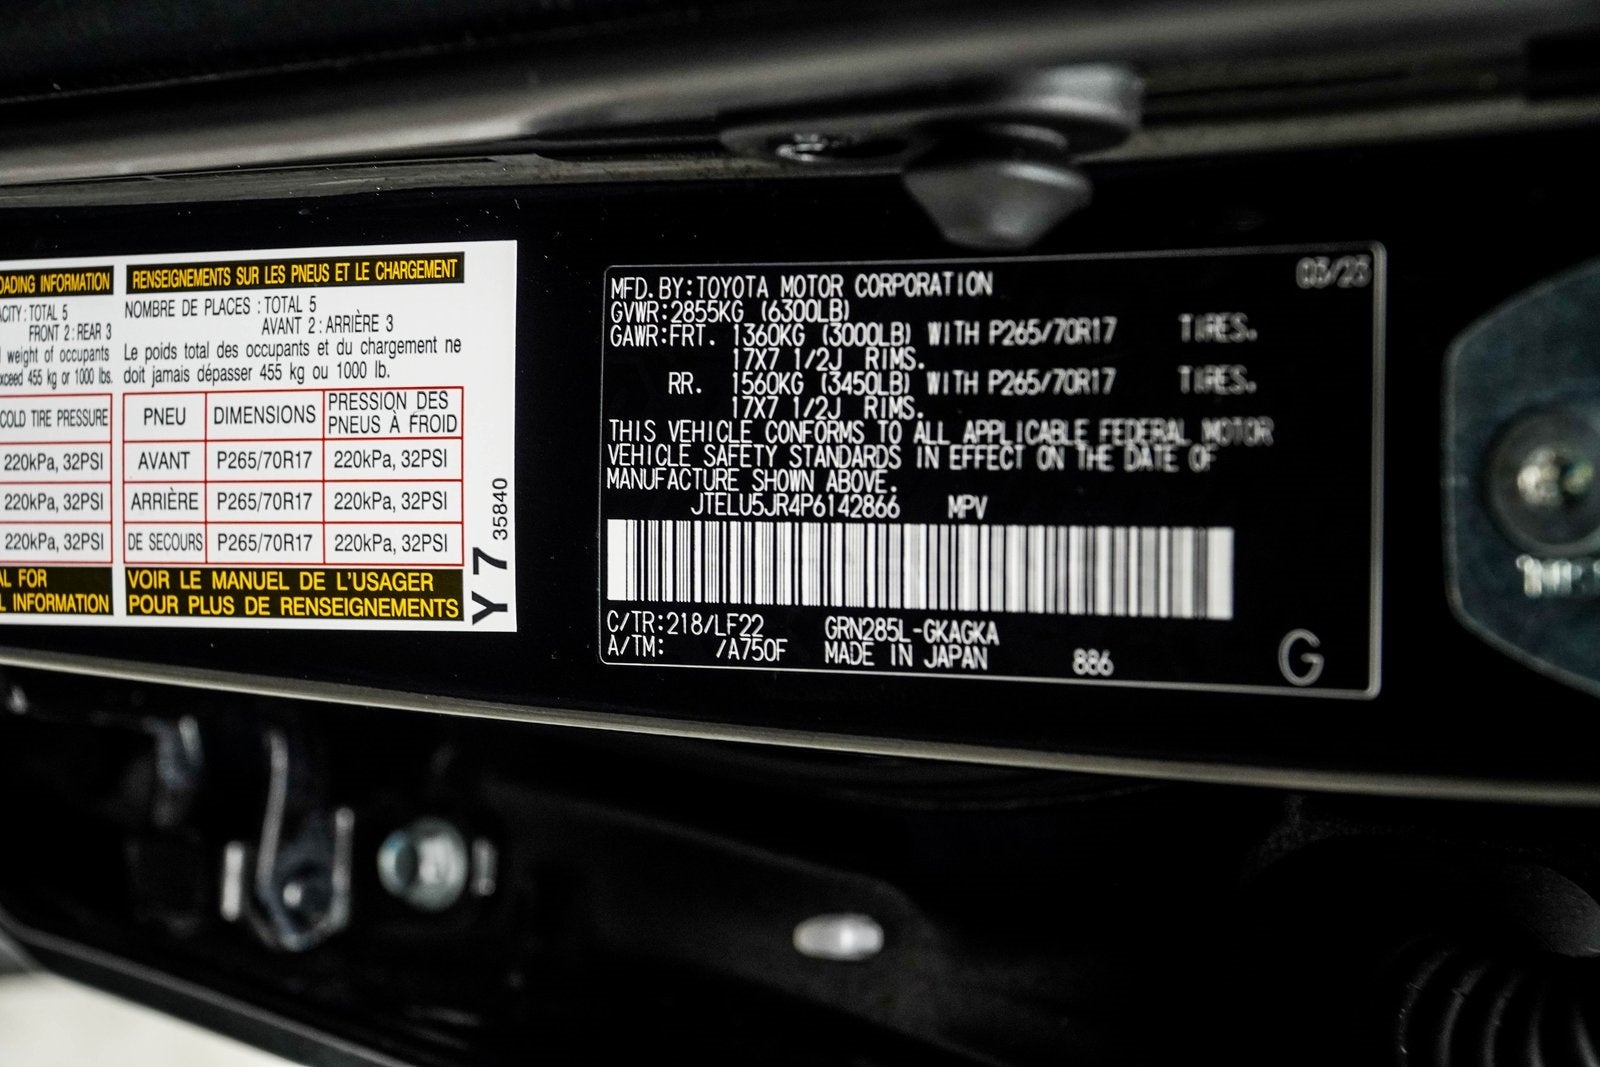 OADING INFORMATION
ACITY : TOTAL 5
FRONT 2 : REAR 3
weight of occupants
xceed 455 kg or 1000 lbs.
COLD TIRE PRESSURE
220kPa, 32PSI
220kPa, 32PSI
220kPa, 32PSI
AL FOR
L INFORMATION
RENSEIGNEMENTS SUR LES PNEUS ET LE CHARGEMENT
NOMBRE DE PLACES : TOTAL 5
AVANT 2 : ARRIÈRE 3
Le poids total des occupants et du chargement ne
doit jamais dépasser 455 kg ou 1000 lb.
PNEU DIMENSIONS PRESSION DES
PNEUS À FROID
AVANT P265/70R17 220kPa, 32PSI
ARRIÈRE P265/70R17 220kPa, 32PSI
DE SECOURS P265/70R17 220kPa, 32PSI
VOIR LE MANUEL DE L'USAGER
POUR PLUS DE RENSEIGNEMENTS
Y 7 35840
03/23
MFD. BY: TOYOTA MOTOR CORPORATION
GVWR: 2855KG (6300LB)
GAWR: FRT. 1360KG (3000LB) WITH P265/70R17 TIRES.
17X7 1/2J RIMS.
RR. 1560KG (3450LB) WITH P265/70R17 TIRES.
17X7 1/2J RIMS.
THIS VEHICLE CONFORMS TO ALL APPLICABLE FEDERAL MOTOR
VEHICLE SAFETY STANDARDS IN EFFECT ON THE DATE OF
MANUFACTURE SHOWN ABOVE.
JTELU5JR4P6142866 MPV
C/TR: 218/LF22 GRN285L-GKAGKA
A/TM: /A750F MADE IN JAPAN 886
G